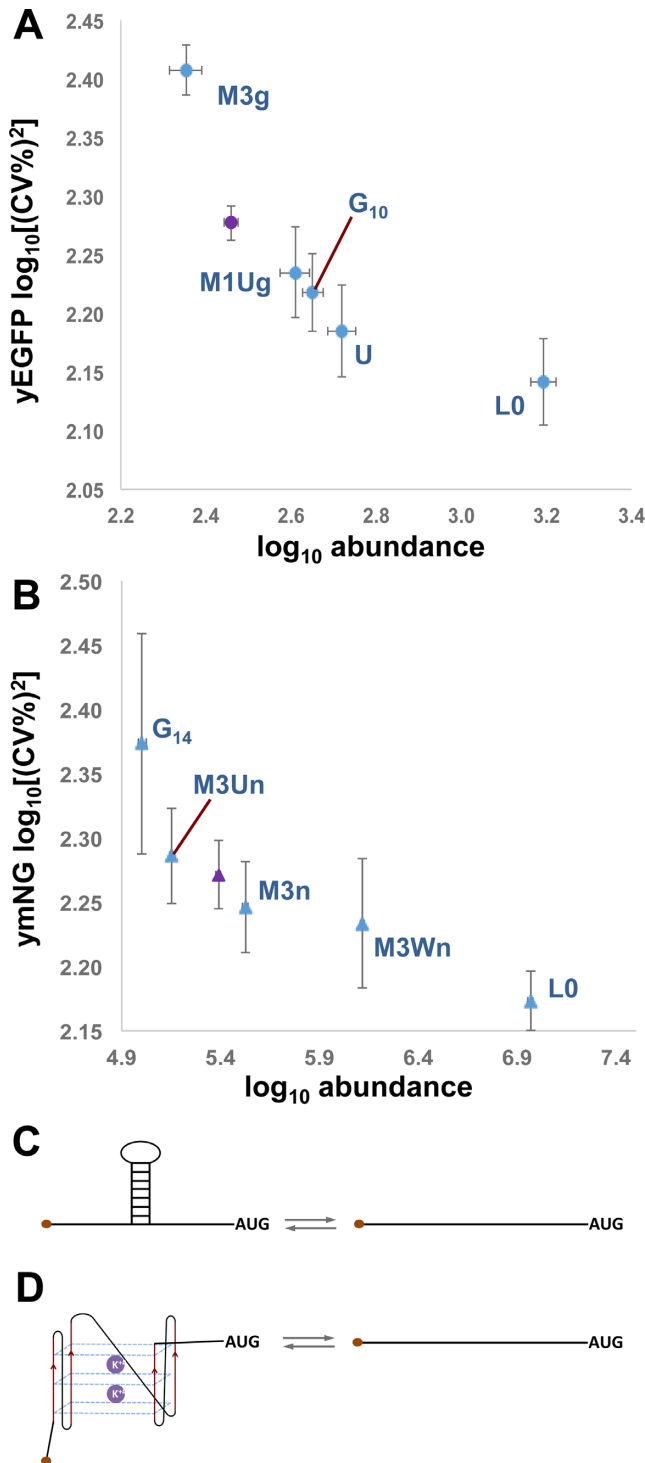 A
yEGFP log₁₀[(CV%)²]
2.45
2.40
2.35
2.30
2.25
2.20
2.15
2.10
2.05
M3g
G₁₀
M1Ug
U
L0
2.2 2.4 2.6 2.8 3.0 3.2 3.4
log₁₀ abundance
B
ymNG log₁₀[(CV%)²]
2.50
2.45
2.40
2.35
2.30
2.25
2.20
2.15
G₁₄
M3Un
M3n
M3Wn
L0
4.9 5.4 5.9 6.4 6.9 7.4
log₁₀ abundance
C
AUG AUG
D
AUG AUG
K⁺
K⁺